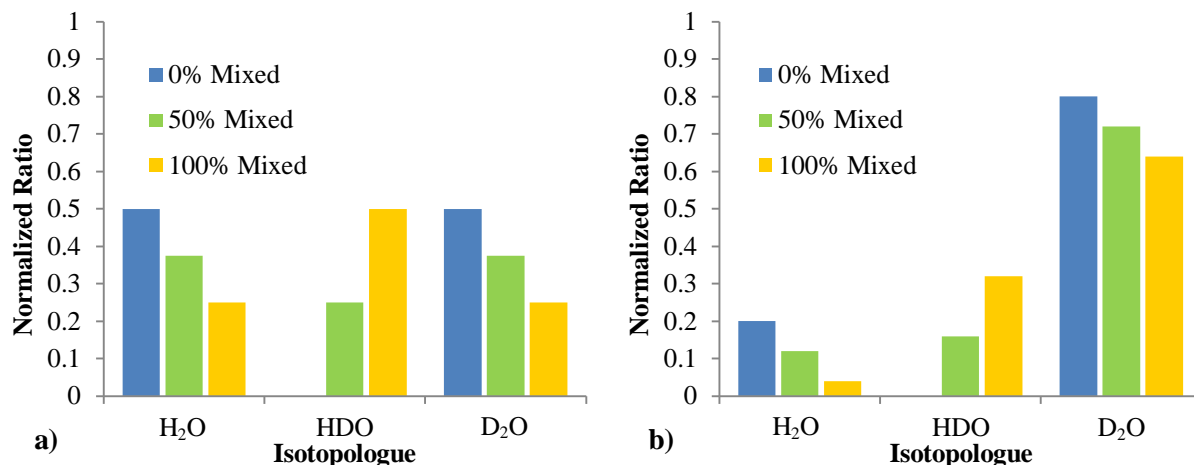 1
0.9
0.8
0.7
0.6
0.5
0.4
0.3
0.2
0.1
0
Normalized Ratio
0% Mixed
50% Mixed
100% Mixed
H₂O HDO D₂O
Isotopologue
a)
1
0.9
0.8
0.7
0.6
0.5
0.4
0.3
0.2
0.1
0
Normalized Ratio
0% Mixed
50% Mixed
100% Mixed
H₂O HDO D₂O
Isotopologue
b)